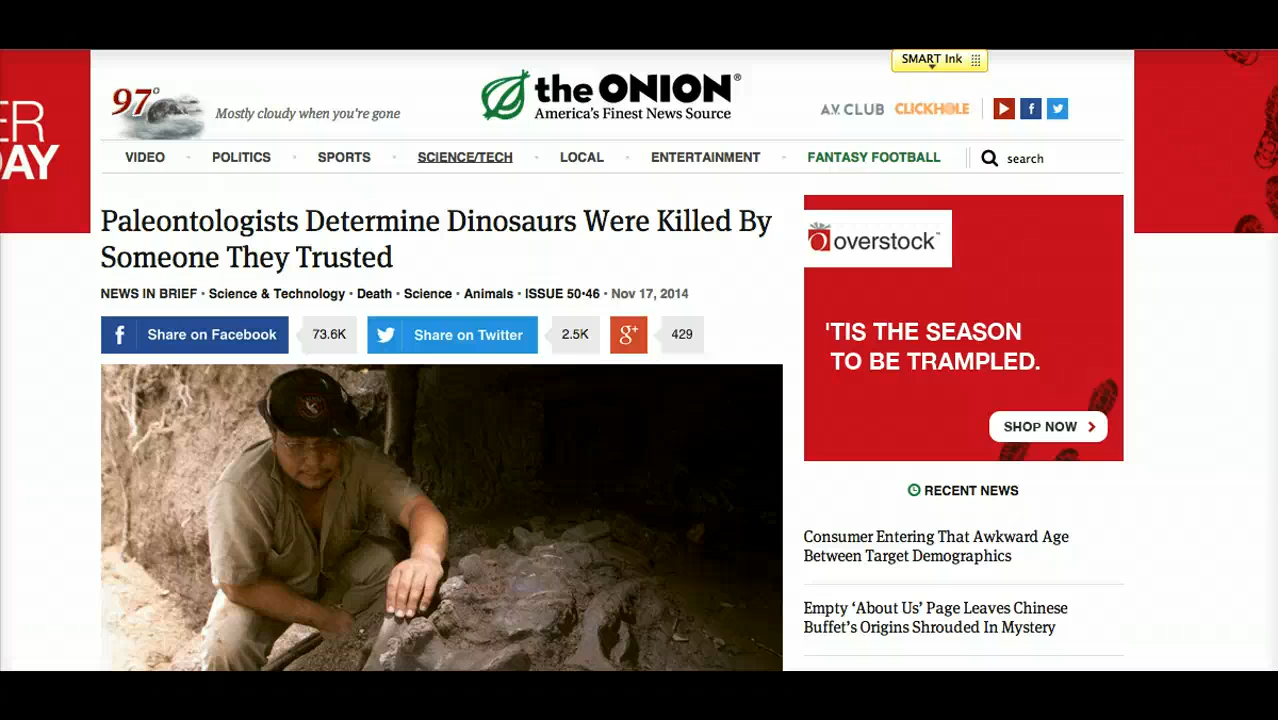 SMART Ink
ER
DAY
97°
Mostly cloudy when you're gone
the ONION®
America's Finest News Source
A.V. CLUB CLICKHOLE
VIDEO • POLITICS • SPORTS • SCIENCE/TECH • LOCAL • ENTERTAINMENT • FANTASY FOOTBALL
search
Paleontologists Determine Dinosaurs Were Killed By
Someone They Trusted
NEWS IN BRIEF • Science & Technology • Death • Science • Animals • ISSUE 50•46 • Nov 17, 2014
f Share on Facebook 73.6K Share on Twitter 2.5K g+ 429
overstock™
'TIS THE SEASON
TO BE TRAMPLED.
SHOP NOW
RECENT NEWS
Consumer Entering That Awkward Age
Between Target Demographics
Empty ‘About Us’ Page Leaves Chinese
Buffet's Origins Shrouded In Mystery